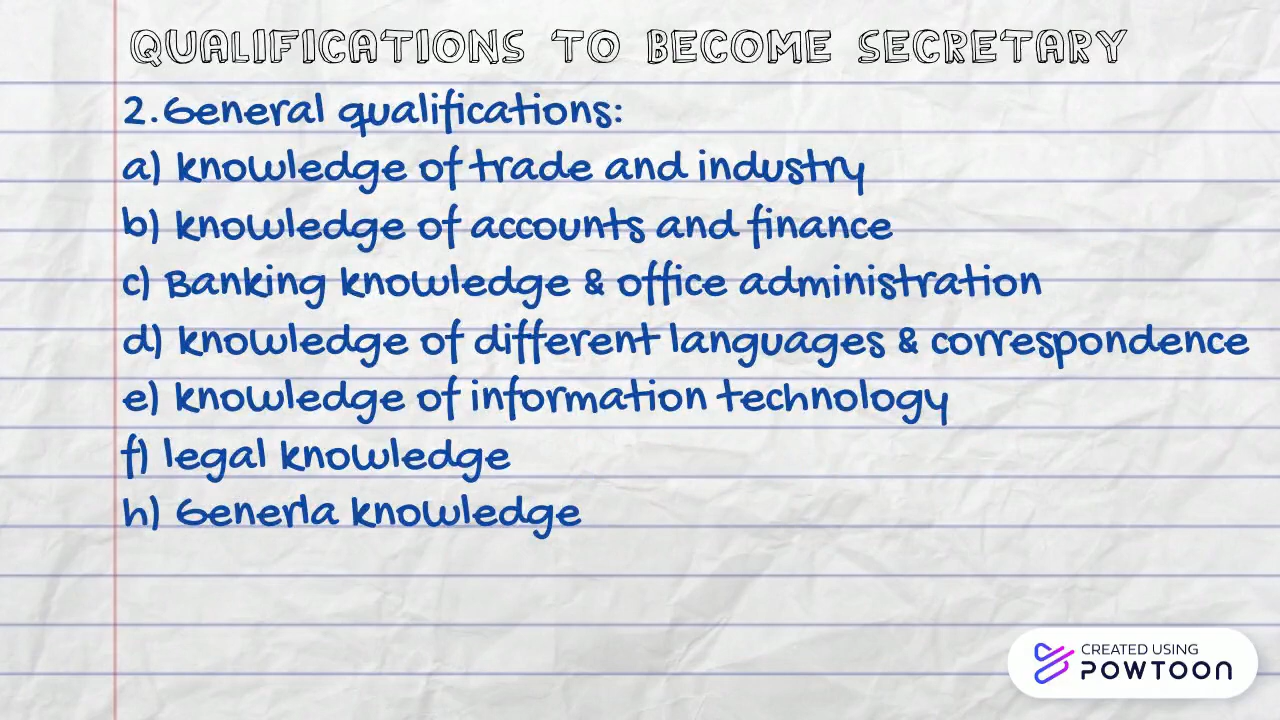 QUALIFICATIONS TO BECOME SECRETARY
2. General qualifications:
a) knowledge of trade and industry
b) knowledge of accounts and finance
c) Banking knowledge & office administration
d) knowledge of different languages & correspondence
e) knowledge of information technology
f) legal knowledge
h) Generla knowledge
CREATED USING
POWTOON